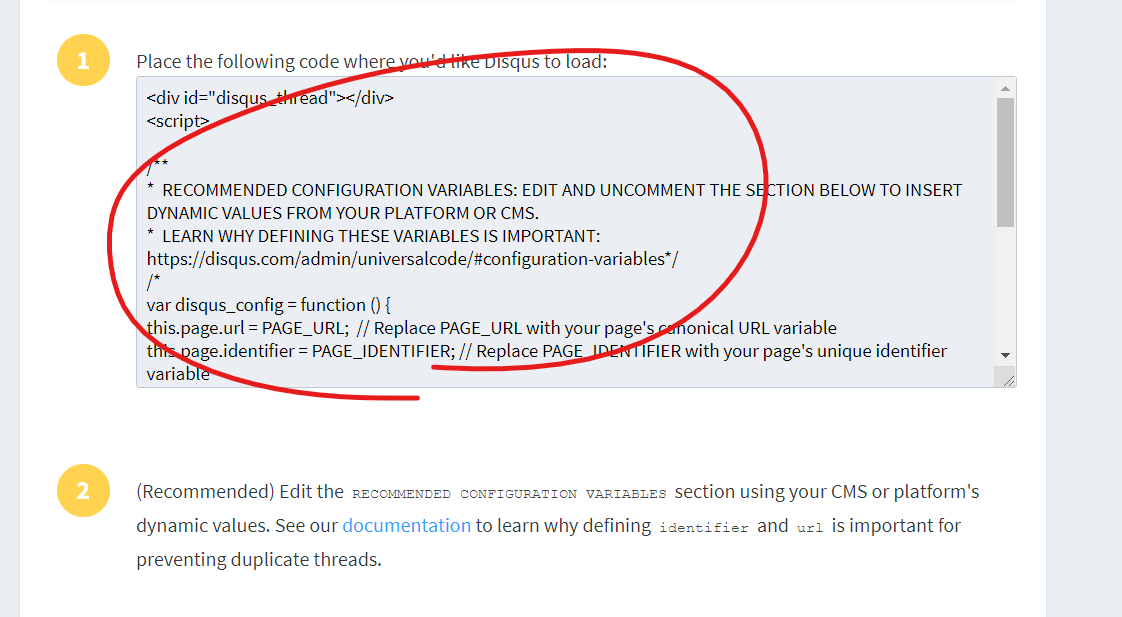 1
Place the following code where you'd like Disqus to load:
<div id="disqus_thread"></div>
<script>
/**
*  RECOMMENDED CONFIGURATION VARIABLES: EDIT AND UNCOMMENT THE SECTION BELOW TO INSERT
DYNAMIC VALUES FROM YOUR PLATFORM OR CMS.
*  LEARN WHY DEFINING THESE VARIABLES IS IMPORTANT:
https://disqus.com/admin/universalcode/#configuration-variables*/
/*
var disqus_config = function () {
this.page.url = PAGE_URL;  // Replace PAGE_URL with your page's canonical URL variable
this.page.identifier = PAGE_IDENTIFIER; // Replace PAGE_IDENTIFIER with your page's unique identifier
variable
2
(Recommended) Edit the RECOMMENDED CONFIGURATION VARIABLES section using your CMS or platform's
dynamic values. See our documentation to learn why defining identifier and url is important for
preventing duplicate threads.